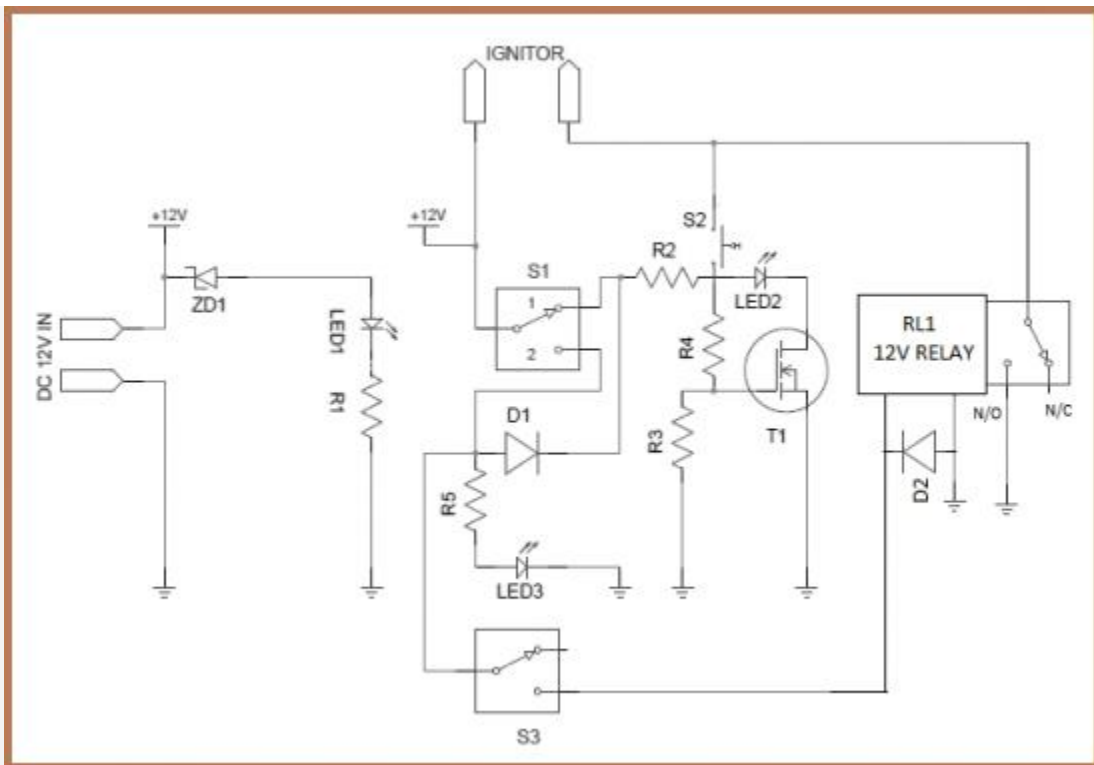 IGNITOR
+12V
+12V
S2
R2
S1
ZD1
LED2
1
DC 12V IN
LED1
RL1
12V RELAY
2
R4
R1
N/O
N/C
D1
T1
R3
D2
R5
LED3
S3